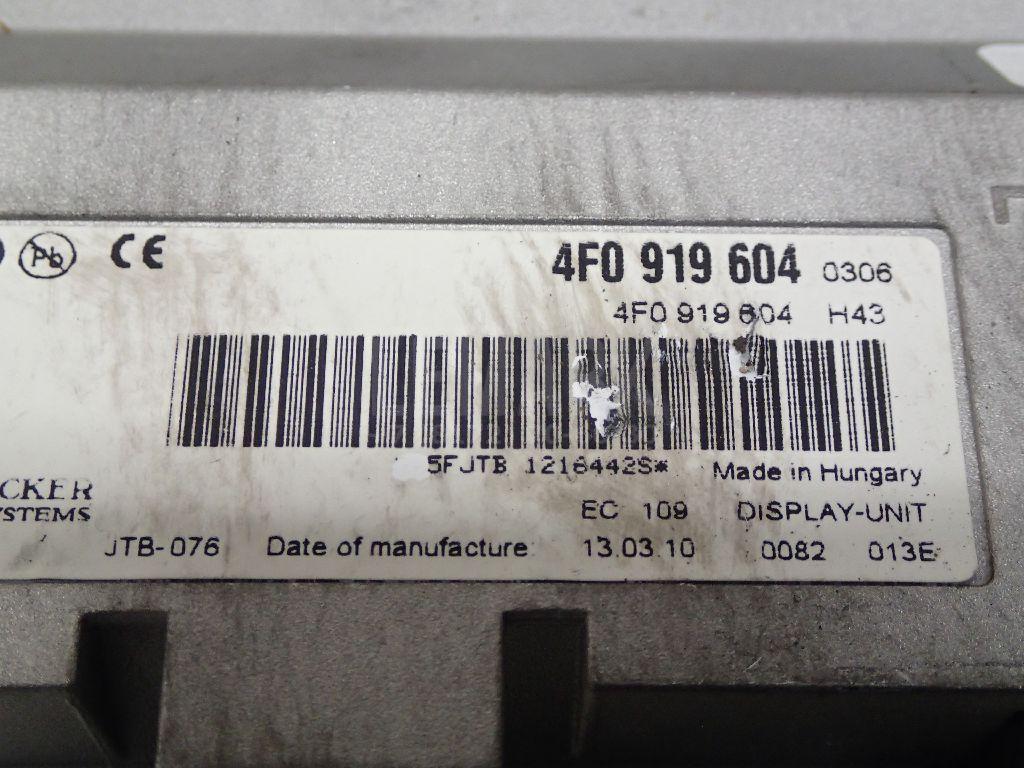 Pb CE 4F0 919 604 0306
4F0 919 604 H43
5FJTB 1216442S*
Made in Hungary
CKER
YSTEMS
EC 109 DISPLAY-UNIT
JTB-076 Date of manufacture: 13.03.10 0082 013E